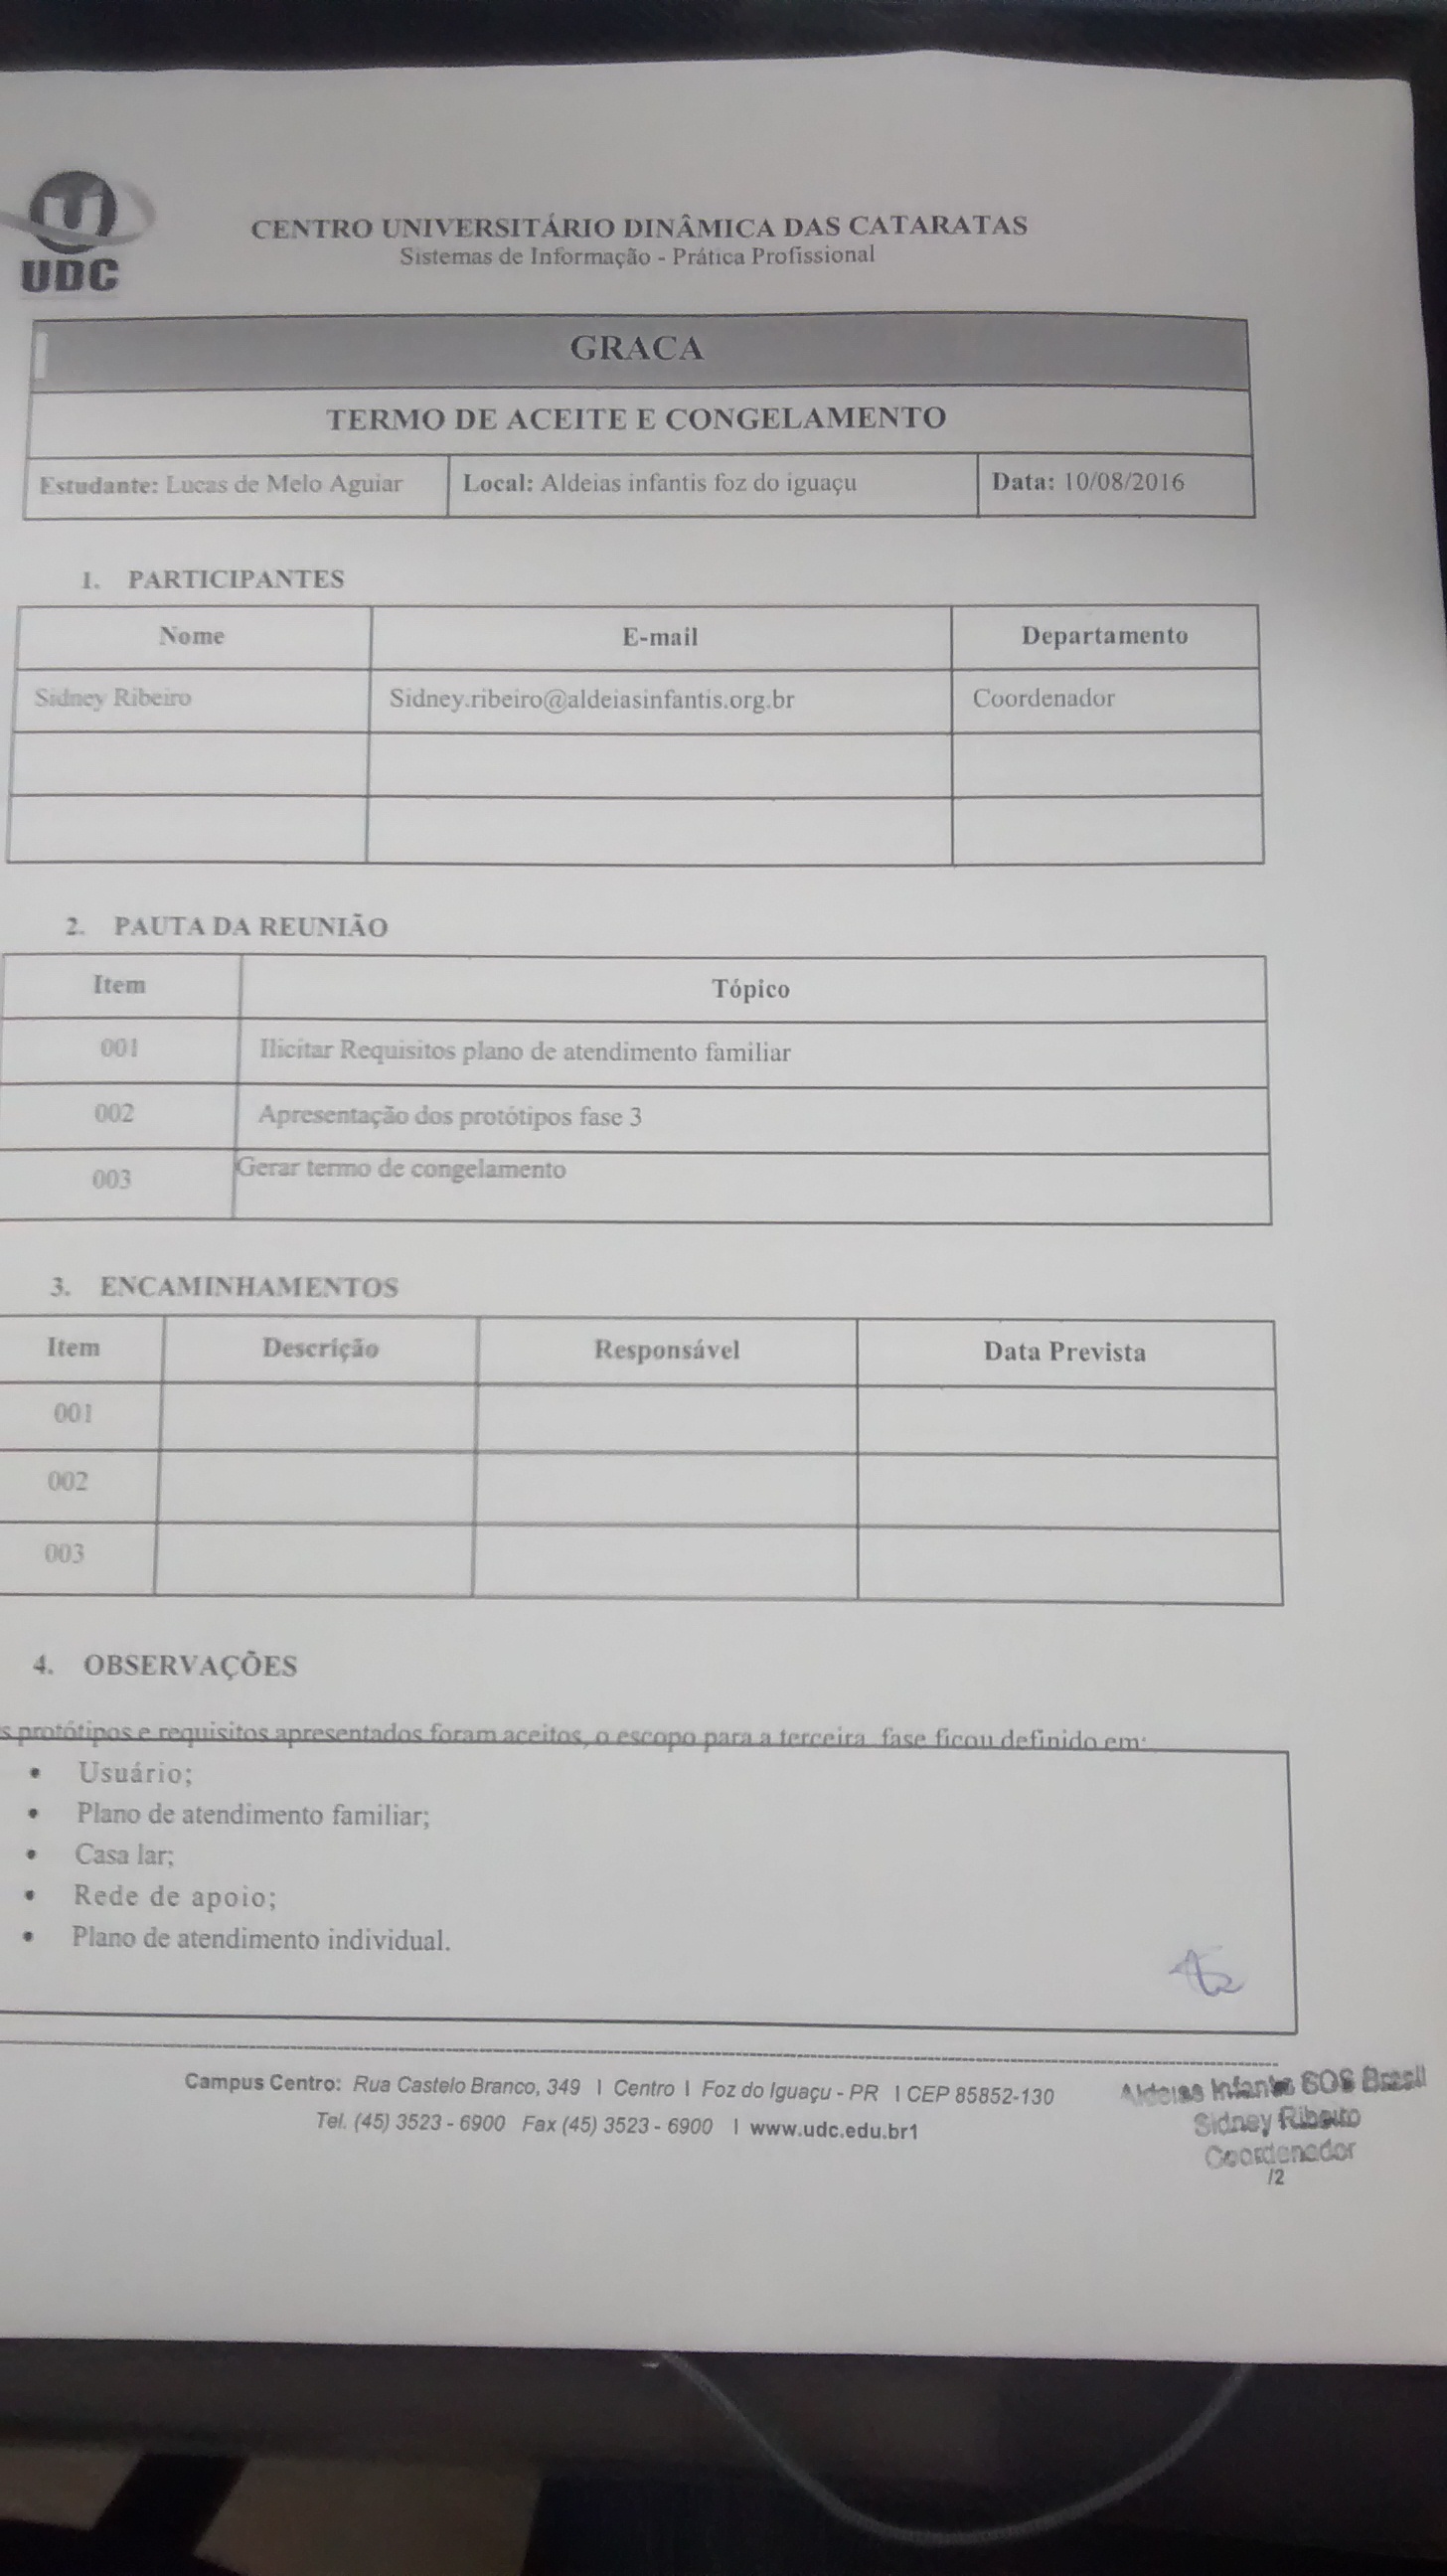 UDC
CENTRO UNIVERSITÁRIO DINÂMICA DAS CATARATAS
Sistemas de Informação - Prática Profissional
GRACA
TERMO DE ACEITE E CONGELAMENTO
Estudante: Lucas de Melo Aguiar Local: Aldeias infantis foz do iguaçu Data: 10/08/2016
1. PARTICIPANTES
Nome E-mail Departamento
Sidney Ribeiro Sidney.ribeiro@aldeiasinfantis.org.br Coordenador
2. PAUTA DA REUNIÃO
Item Tópico
001 Ilicitar Requisitos plano de atendimento familiar
002 Apresentação dos protótipos fase 3
003 Gerar termo de congelamento
3. ENCAMINHAMENTOS
Item Descrição Responsável Data Prevista
001
002
003
4. OBSERVAÇÕES
s protótipos e requisitos apresentados foram aceitos, o escopo para a terceira fase ficou definido em:
• Usuário;
• Plano de atendimento familiar;
• Casa lar;
• Rede de apoio;
• Plano de atendimento individual.
Campus Centro: Rua Castelo Branco, 349 I Centro I Foz do Iguaçu - PR I CEP 85852-130
Tel. (45) 3523 - 6900 Fax (45) 3523 - 6900 I www.udc.edu.br1
Aldeias Infantis SOS Brasil
Sidney Ribeiro
Coordenador
/2